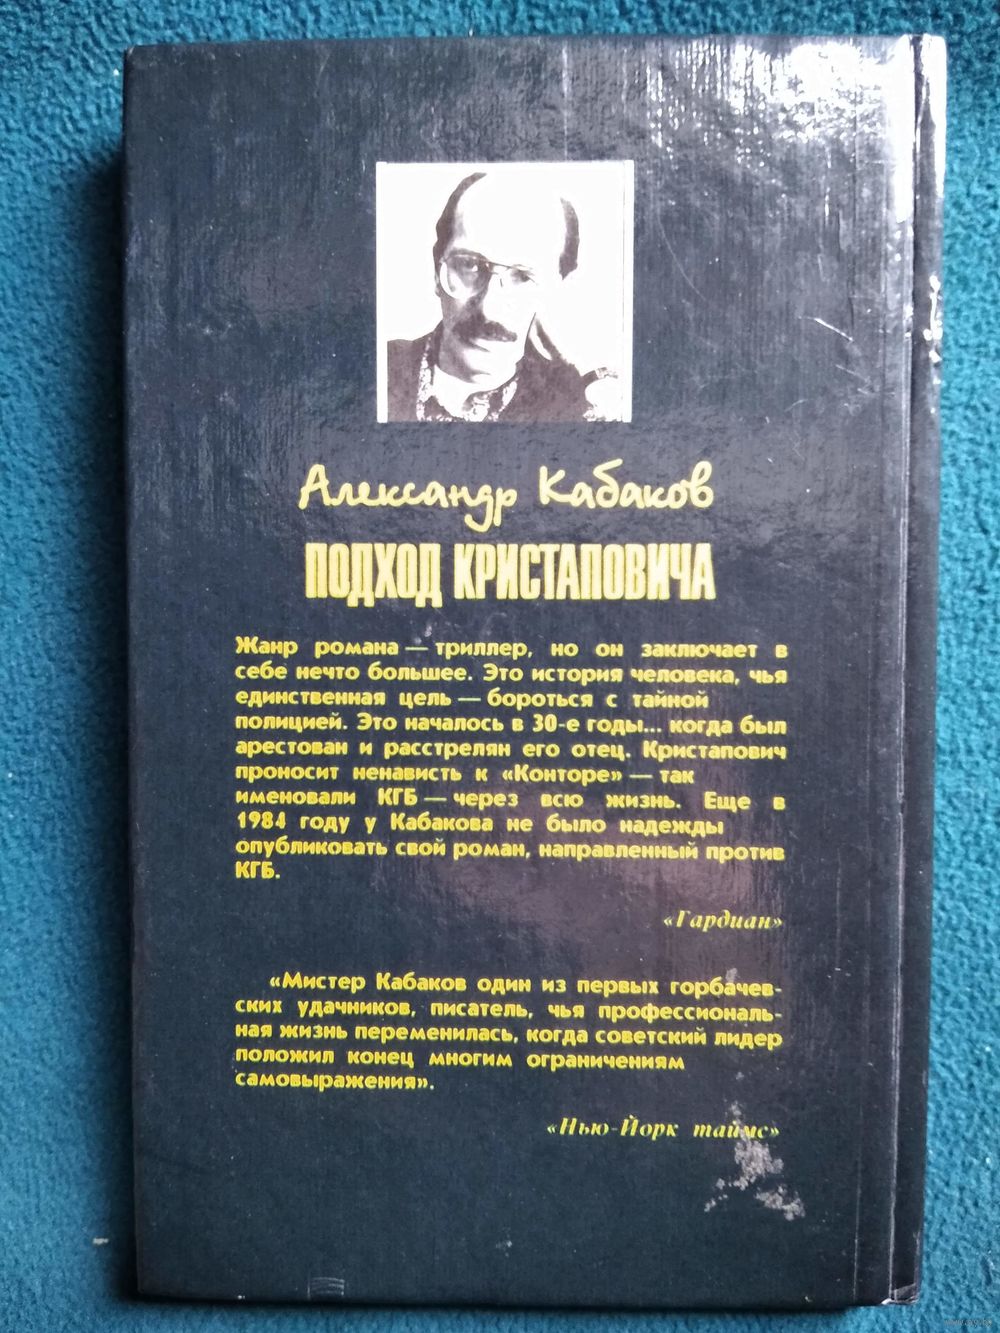 Александр Кабаков
ПОДХОД КРИСТАПОВИЧА
Жанр романа — триллер, но он заключает в
себе нечто большее. Это история человека, чья
единственная цель — бороться с тайной
полицией. Это началось в 30-е годы... когда был
арестован и расстрелян его отец. Кристапович
проносит ненависть к «Конторе» — так
именовали КГБ — через всю жизнь. Еще в
1984 году у Кабакова не было надежды
опубликовать свой роман, направленный против
КГБ.
«Гардиан»
«Мистер Кабаков один из первых горбачев-
ских удачников, писатель, чья профессиональ-
ная жизнь переменилась, когда советский лидер
положил конец многим ограничениям
самовыражения».
«Нью-Йорк таймс»